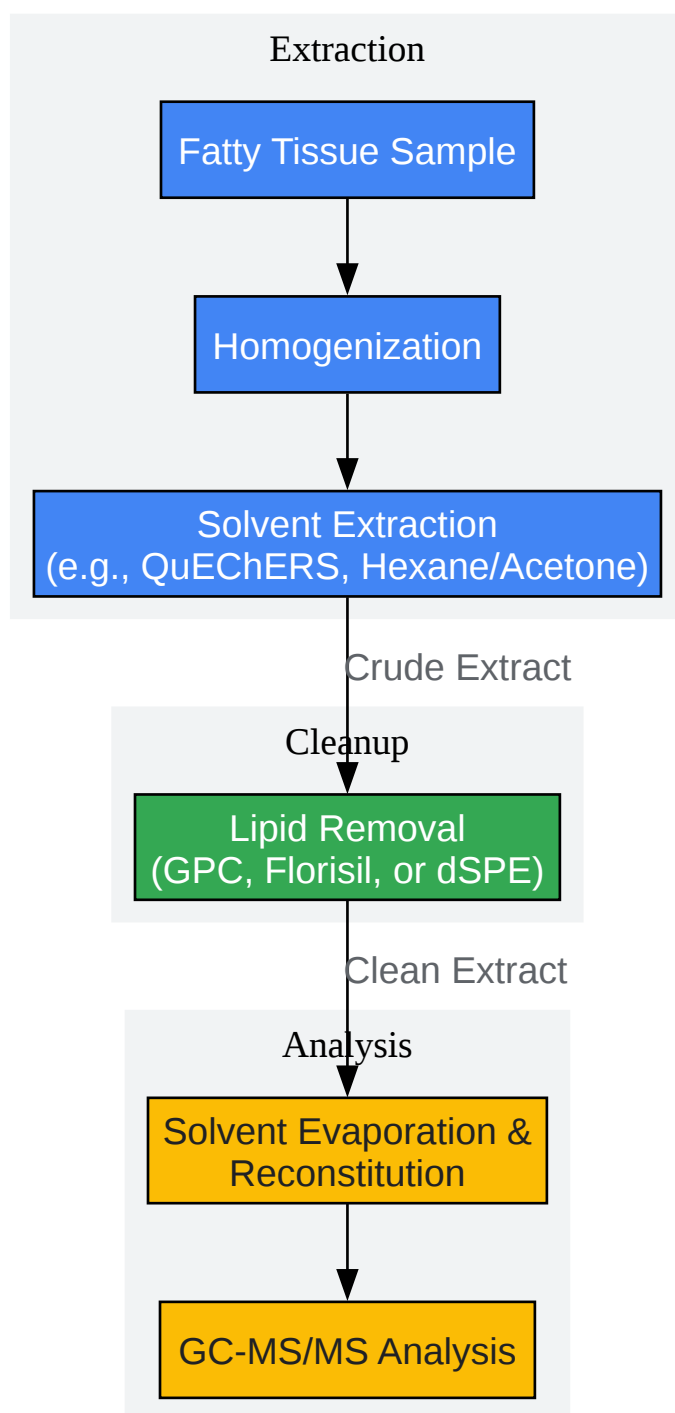 Extraction
Fatty Tissue Sample
Homogenization
Solvent Extraction
(e.g., QuEChERS, Hexane/Acetone)
Crude Extract
Cleanup
Lipid Removal
(GPC, Florisil, or dSPE)
Clean Extract
Analysis
Solvent Evaporation &
Reconstitution
GC-MS/MS Analysis